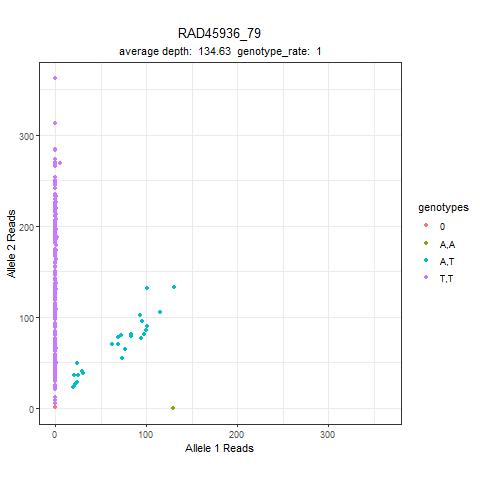 RAD45936_79
average depth:  134.63  genotype_rate:  1
Allele 2 Reads
300
200
100
0
0
100
200
300
Allele 1 Reads
genotypes
0
A,A
A,T
T,T